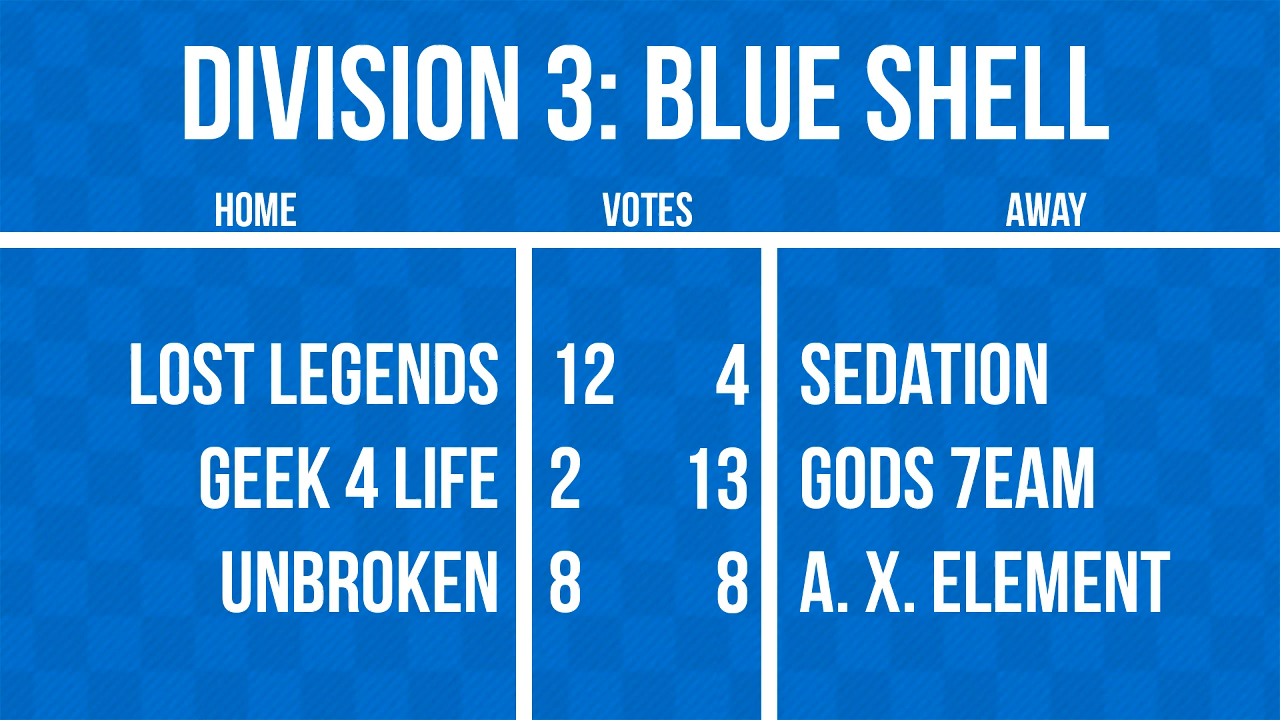 DIVISION 3: BLUE SHELL
HOME VOTES AWAY
LOST LEGENDS 12 4 SEDATION
GEEK 4 LIFE 2 13 GODS 7EAM
UNBROKEN 8 8 A. X. ELEMENT